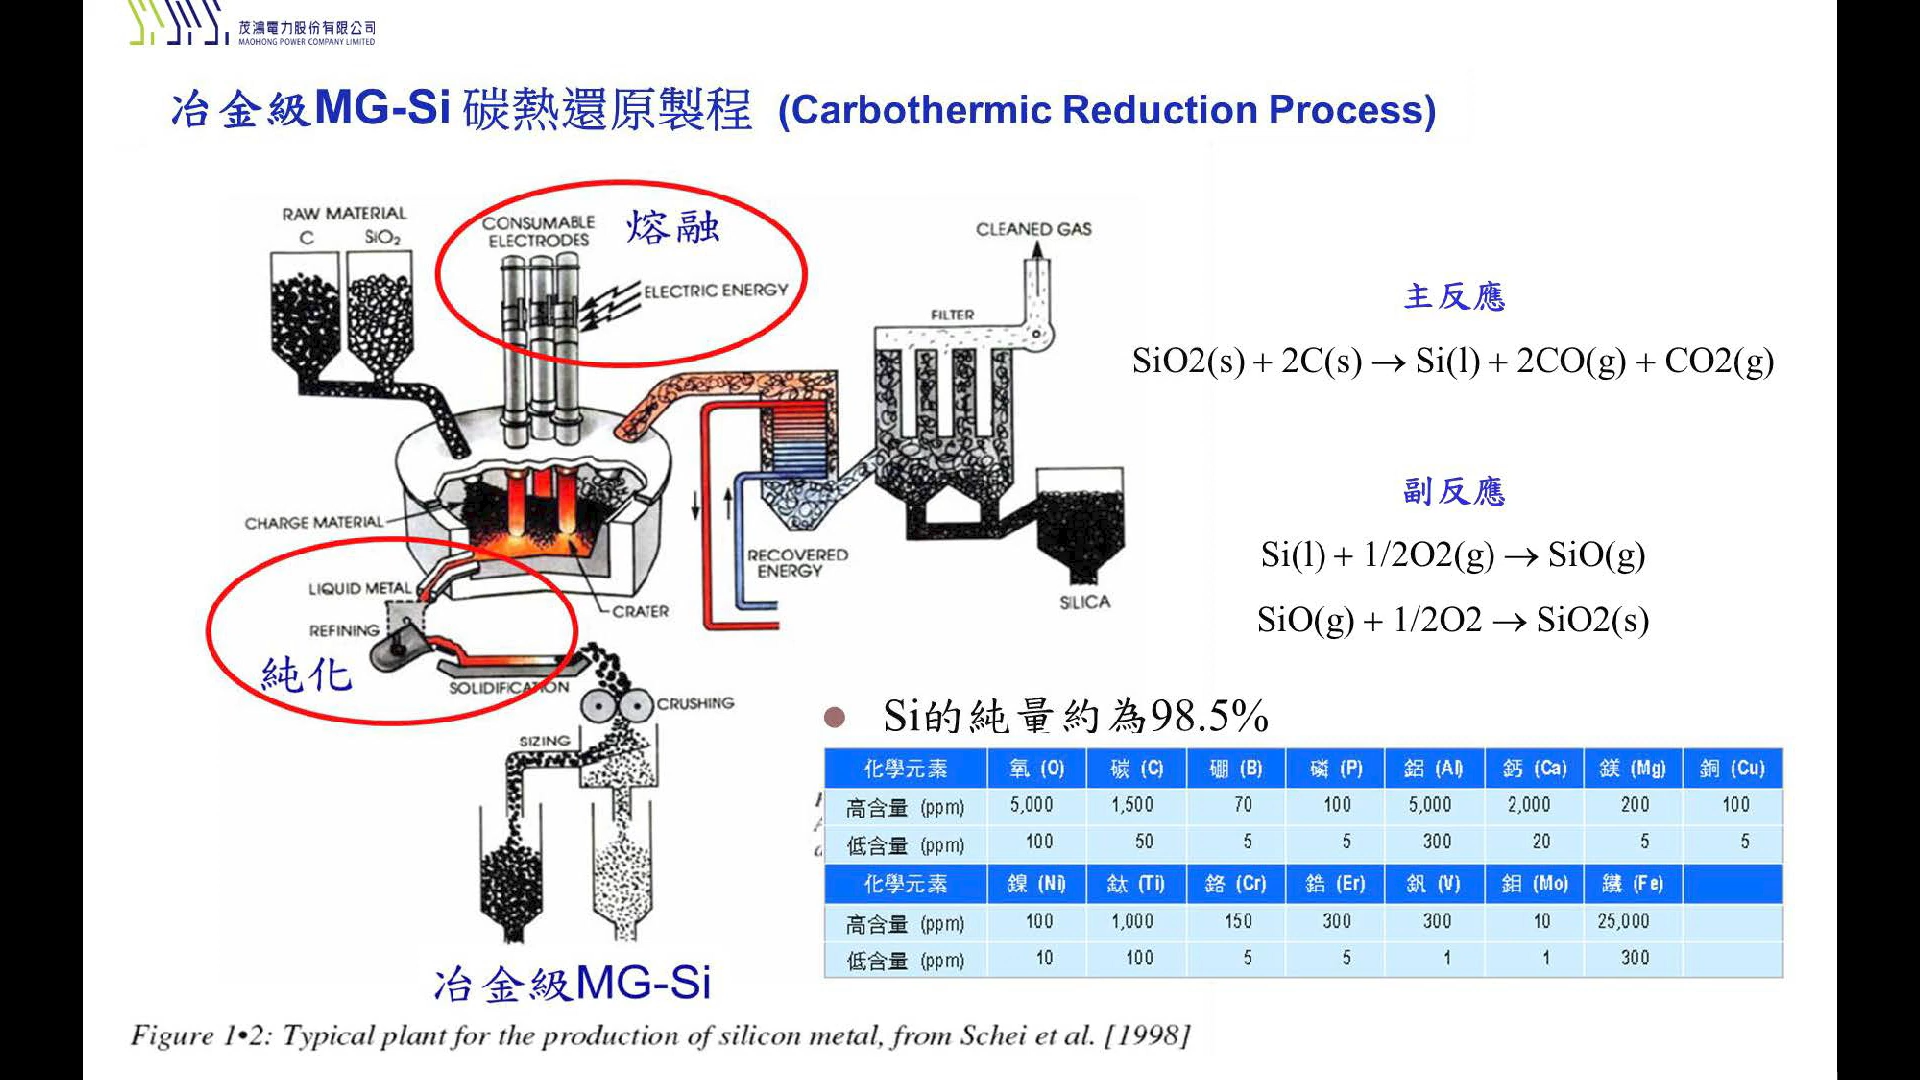 茂鴻電力股份有限公司
MAOHONG POWER COMPANY LIMITED
冶金級MG-Si 碳熱還原製程 (Carbothermic Reduction Process)
RAW MATERIAL
C SiO₂
CONSUMABLE
ELECTRODES
熔融
ELECTRIC ENERGY
CLEANED GAS
FILTER
CHARGE MATERIAL
RECOVERED
ENERGY
LIQUID METAL
CRATER
SILICA
REFINING
純化
SOLIDIFICATION
CRUSHING
SIZING
冶金級MG-Si
主反應
SiO2(s) + 2C(s) → Si(l) + 2CO(g) + CO2(g)
副反應
Si(l) + 1/2O2(g) → SiO(g)
SiO(g) + 1/2O2 → SiO2(s)
● Si的純量約為98.5%
化學元素 氧 (O) 碳 (C) 硼 (B) 磷 (P) 鋁 (Al) 鈣 (Ca) 鎂 (Mg) 銅 (Cu)
高含量 (ppm) 5,000 1,500 70 100 5,000 2,000 200 100
低含量 (ppm) 100 50 5 5 300 20 5 5
化學元素 鎳 (Ni) 鈦 (Ti) 鉻 (Cr) 鋯 (Er) 釩 (V) 鉬 (Mo) 鐵 (Fe)
高含量 (ppm) 100 1,000 150 300 300 10 25,000
低含量 (ppm) 10 100 5 5 1 1 300
Figure 1•2: Typical plant for the production of silicon metal, from Schei et al. [1998]